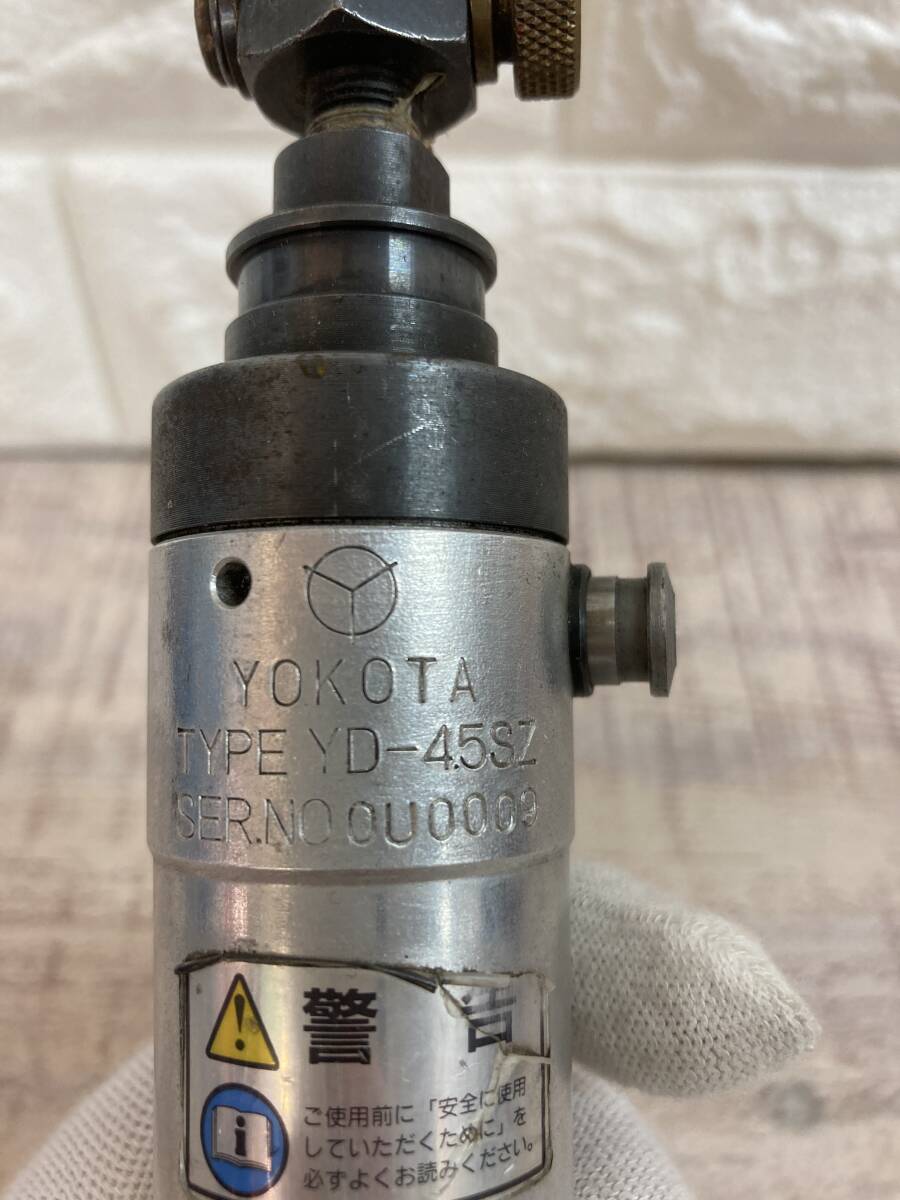 YOKOTA
TYPE YD-4.5SZ
SER.NO 0U0009
警 告
ご使用前に「安全に使用
していただくために」を
必ずよくお読みください。